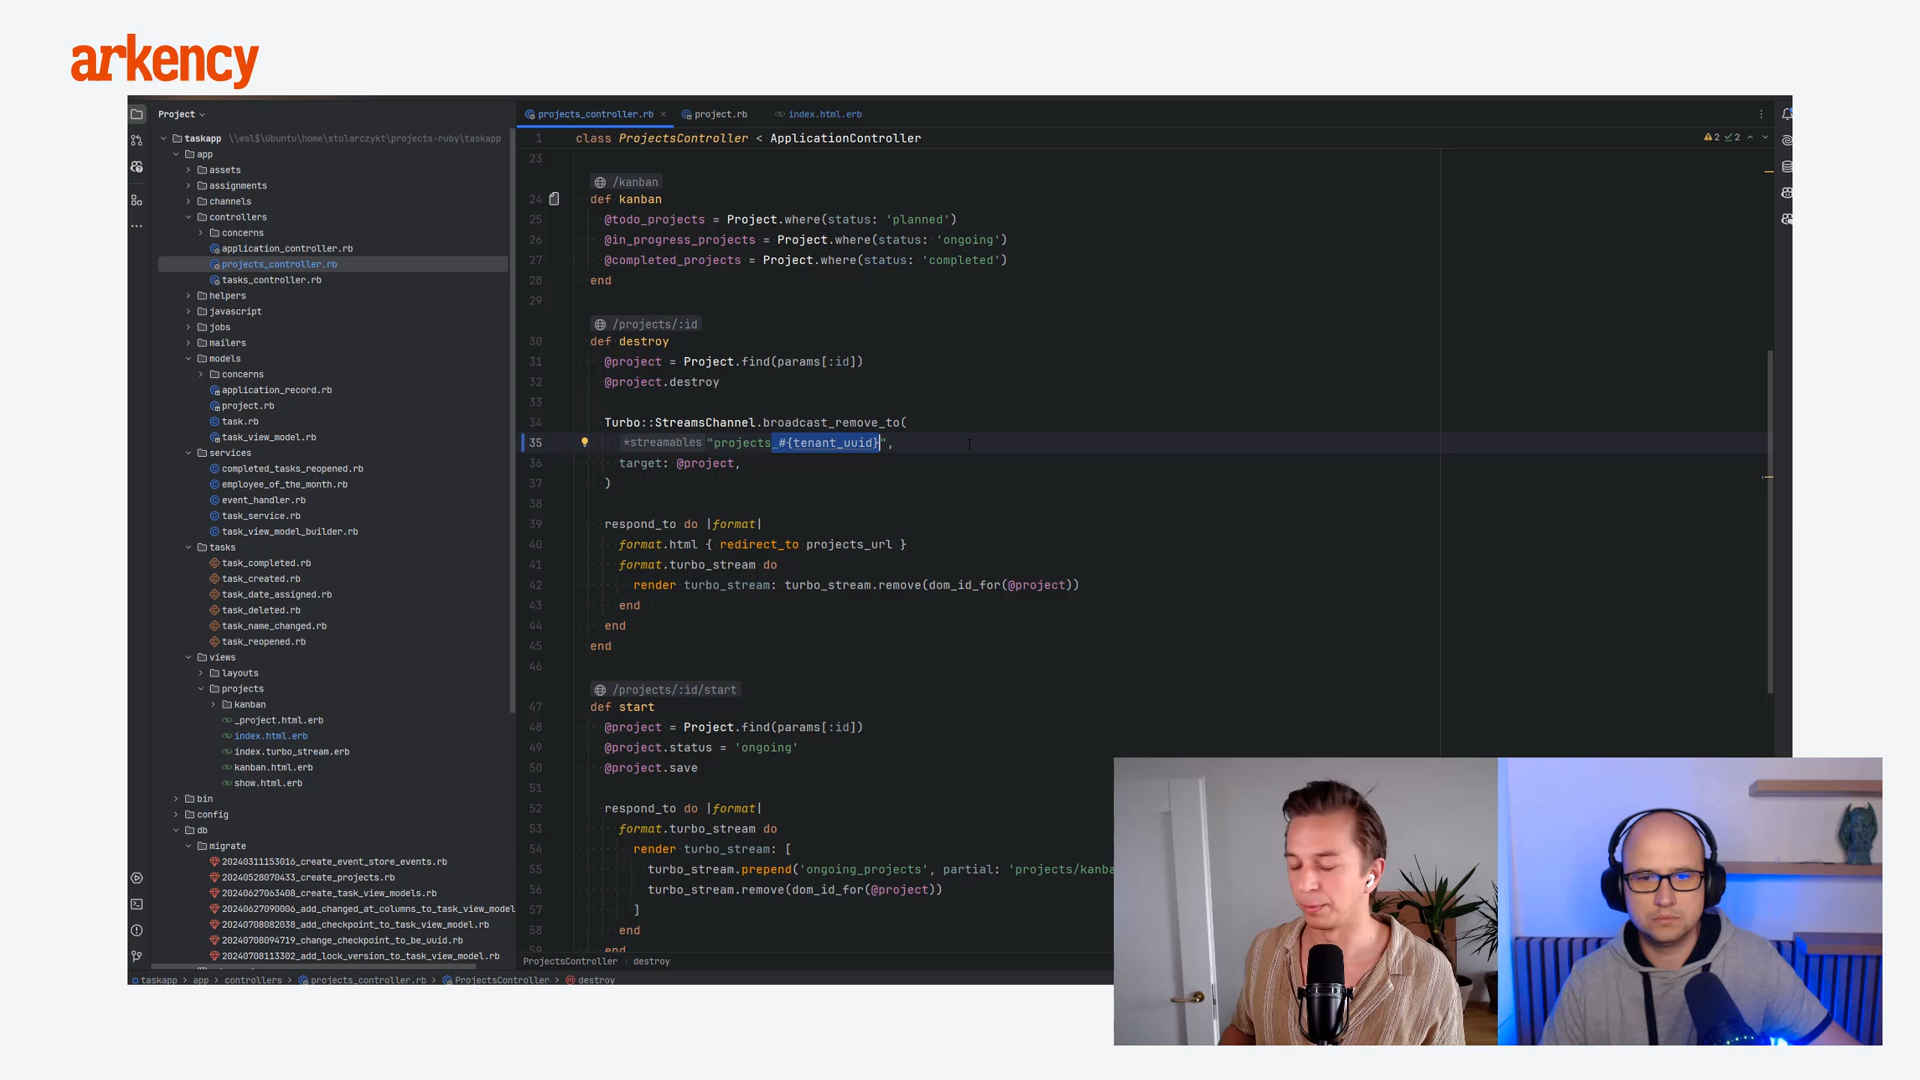 arkency
Project
taskapp \\wsl$\Ubuntu\home\stolarczykt\projects-ruby\taskapp
app
assets
assignments
channels
controllers
concerns
application_controller.rb
projects_controller.rb
tasks_controller.rb
helpers
javascript
jobs
mailers
models
concerns
application_record.rb
project.rb
task.rb
task_view_model.rb
services
completed_tasks_reopened.rb
employee_of_the_month.rb
event_handler.rb
task_service.rb
task_view_model_builder.rb
tasks
task_completed.rb
task_created.rb
task_date_assigned.rb
task_deleted.rb
task_name_changed.rb
task_reopened.rb
views
layouts
projects
kanban
_project.html.erb
index.html.erb
index.turbo_stream.erb
kanban.html.erb
show.html.erb
bin
config
db
migrate
20240311153016_create_event_store_events.rb
20240528070433_create_projects.rb
20240627063408_create_task_view_models.rb
20240627090006_add_changed_at_columns_to_task_view_model
20240708082038_add_checkpoint_to_task_view_model.rb
20240708094719_change_checkpoint_to_be_uuid.rb
20240708113302_add_lock_version_to_task_view_model.rb
projects_controller.rb × project.rb index.html.erb
1 class ProjectsController < ApplicationController
2 2
23
/kanban
24 def kanban
25 @todo_projects = Project.where(status: 'planned')
26 @in_progress_projects = Project.where(status: 'ongoing')
27 @completed_projects = Project.where(status: 'completed')
28 end
29
/projects/:id
30 def destroy
31 @project = Project.find(params[:id])
32 @project.destroy
33
34 Turbo::StreamsChannel.broadcast_remove_to(
35 *streamables "projects_#{tenant_uuid}",
36 target: @project,
37 )
38
39 respond_to do |format|
40 format.html { redirect_to projects_url }
41 format.turbo_stream do
42 render turbo_stream: turbo_stream.remove(dom_id_for(@project))
43 end
44 end
45 end
46
/projects/:id/start
47 def start
48 @project = Project.find(params[:id])
49 @project.status = 'ongoing'
50 @project.save
51
52 respond_to do |format|
53 format.turbo_stream do
54 render turbo_stream: [
55 turbo_stream.prepend('ongoing_projects', partial: 'projects/kanba
56 turbo_stream.remove(dom_id_for(@project))
57 ]
58 end
59 end
ProjectsController › destroy
taskapp › app › controllers › projects_controller.rb › ProjectsController › destroy